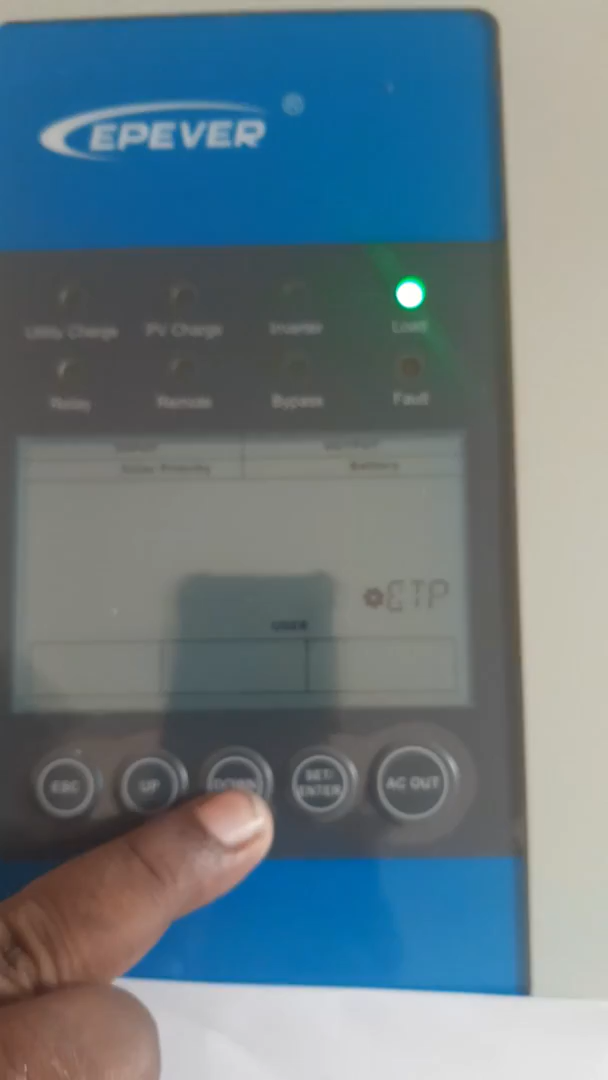 EPEVER ®
Utility Charge PV Charge Inverter Load
Relay Remote Bypass Fault
Battery
ETP
USER
ESC UP DOWN SET/ENTER AC OUT